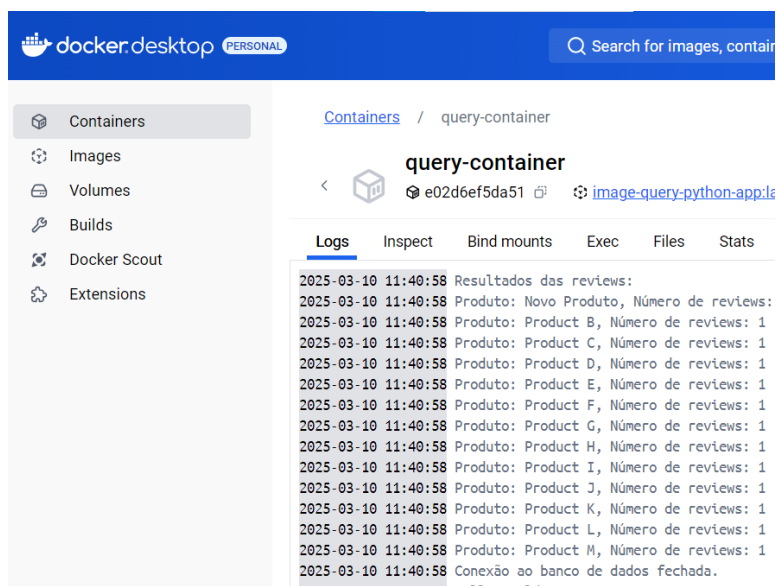 docker.desktop PERSONAL
Search for images, contain
Containers
Images
Volumes
Builds
Docker Scout
Extensions
Containers / query-container
query-container
e02d6ef5da51 image-query-python-app:la
Logs Inspect Bind mounts Exec Files Stats
2025-03-10 11:40:58 Resultados das reviews:
2025-03-10 11:40:58 Produto: Novo Produto, Número de reviews:
2025-03-10 11:40:58 Produto: Product B, Número de reviews: 1
2025-03-10 11:40:58 Produto: Product C, Número de reviews: 1
2025-03-10 11:40:58 Produto: Product D, Número de reviews: 1
2025-03-10 11:40:58 Produto: Product E, Número de reviews: 1
2025-03-10 11:40:58 Produto: Product F, Número de reviews: 1
2025-03-10 11:40:58 Produto: Product G, Número de reviews: 1
2025-03-10 11:40:58 Produto: Product H, Número de reviews: 1
2025-03-10 11:40:58 Produto: Product I, Número de reviews: 1
2025-03-10 11:40:58 Produto: Product J, Número de reviews: 1
2025-03-10 11:40:58 Produto: Product K, Número de reviews: 1
2025-03-10 11:40:58 Produto: Product L, Número de reviews: 1
2025-03-10 11:40:58 Produto: Product M, Número de reviews: 1
2025-03-10 11:40:58 Conexão ao banco de dados fechada.